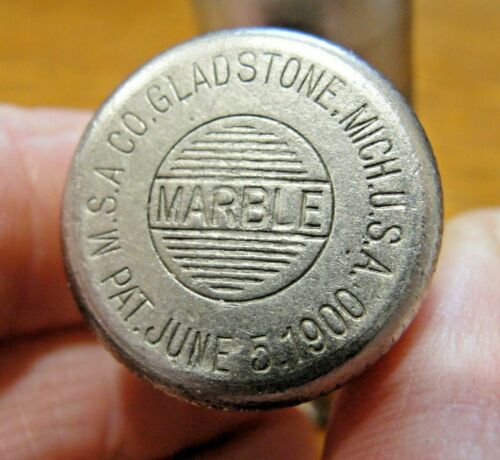 M.S.A CO. GLADSTONE, MICH. U.S.A.
MARBLE
PAT. JUNE 5. 1900